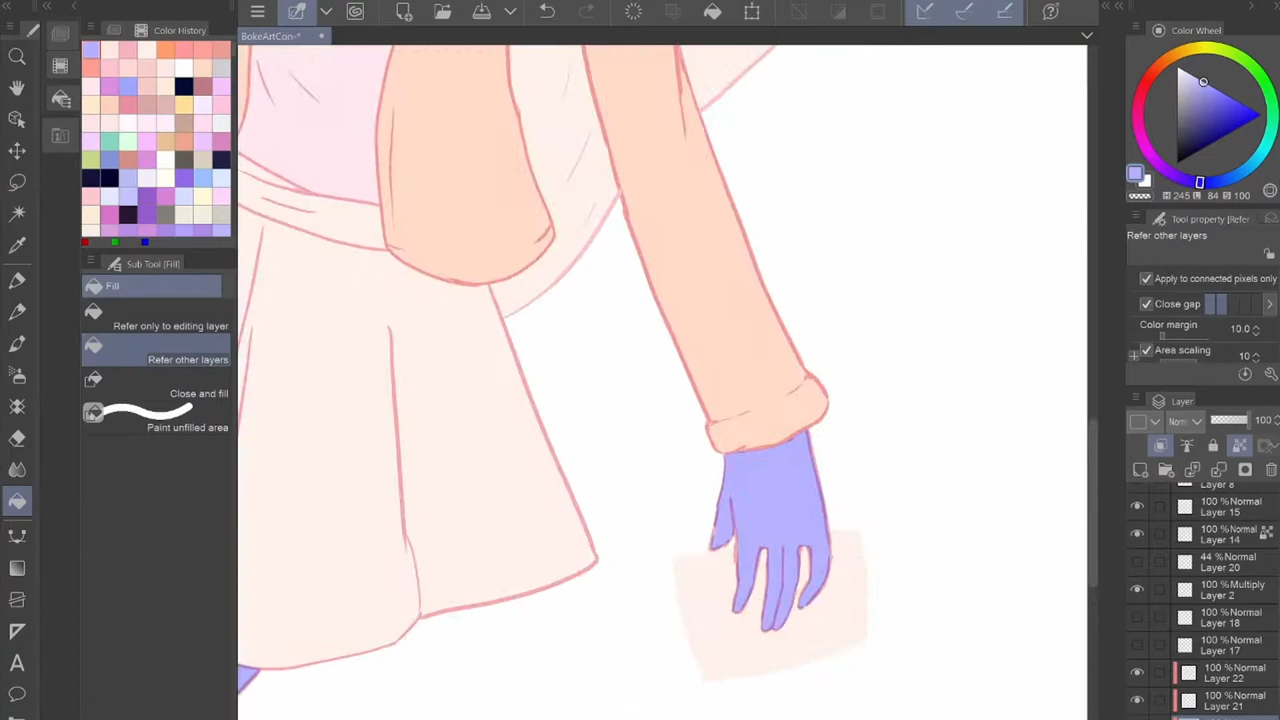 BokeArtCon-*
Color History
Sub Tool [Fill]
Fill
Refer only to editing layer
Refer other layers
Close and fill
Paint unfilled area
Color Wheel
H 245 L 84 S 100
Tool property [Refer
Refer other layers
Apply to connected pixels only
Close gap
Color margin
10.0
Area scaling
10
Layer
Norm
100
Layer 8
100 %Normal
Layer 15
100 %Normal
Layer 14
44 %Normal
Layer 20
100 %Multiply
Layer 2
100 %Normal
Layer 18
100 %Normal
Layer 17
100 %Normal
Layer 22
100 %Normal
Layer 21